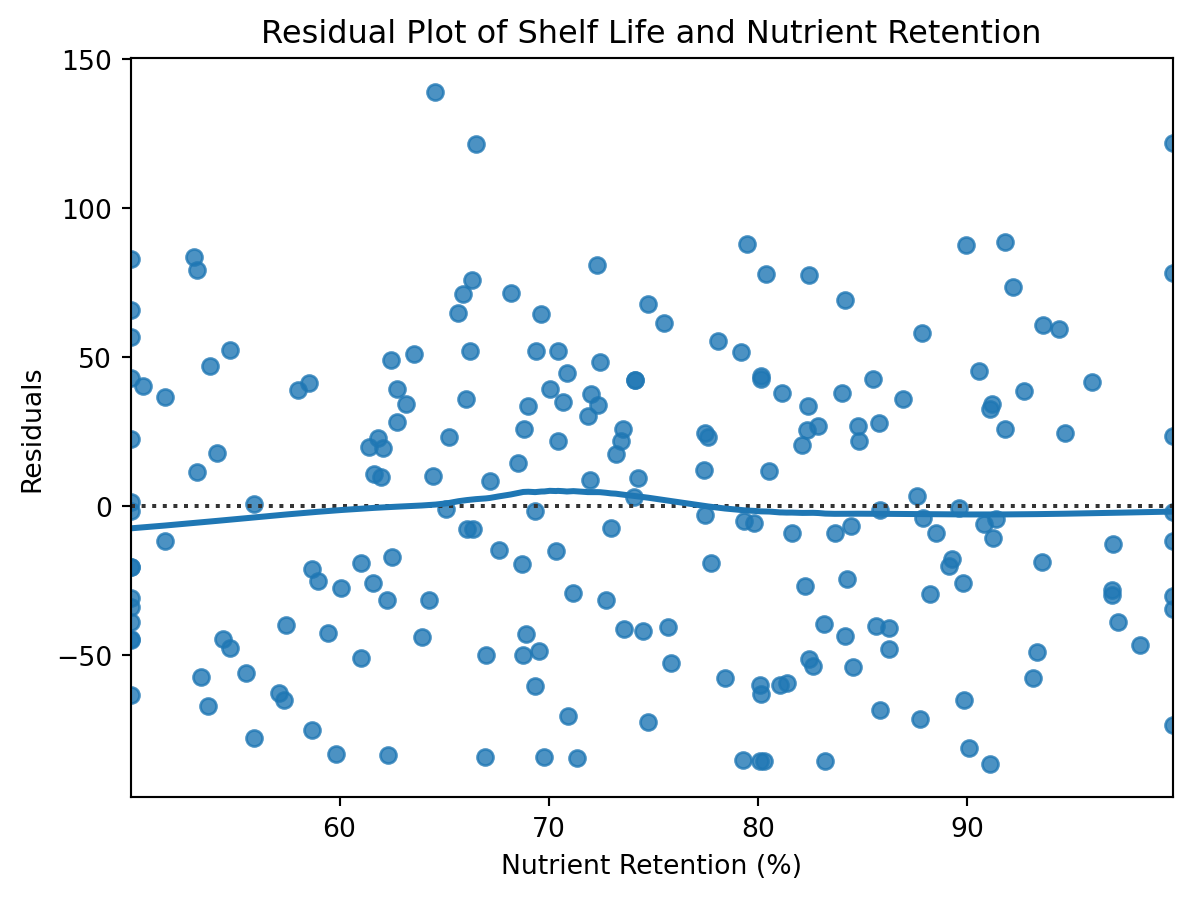 Residual Plot of Shelf Life and Nutrient Retention
150
100
50
0
−50
Residuals
60 70 80 90
Nutrient Retention (%)